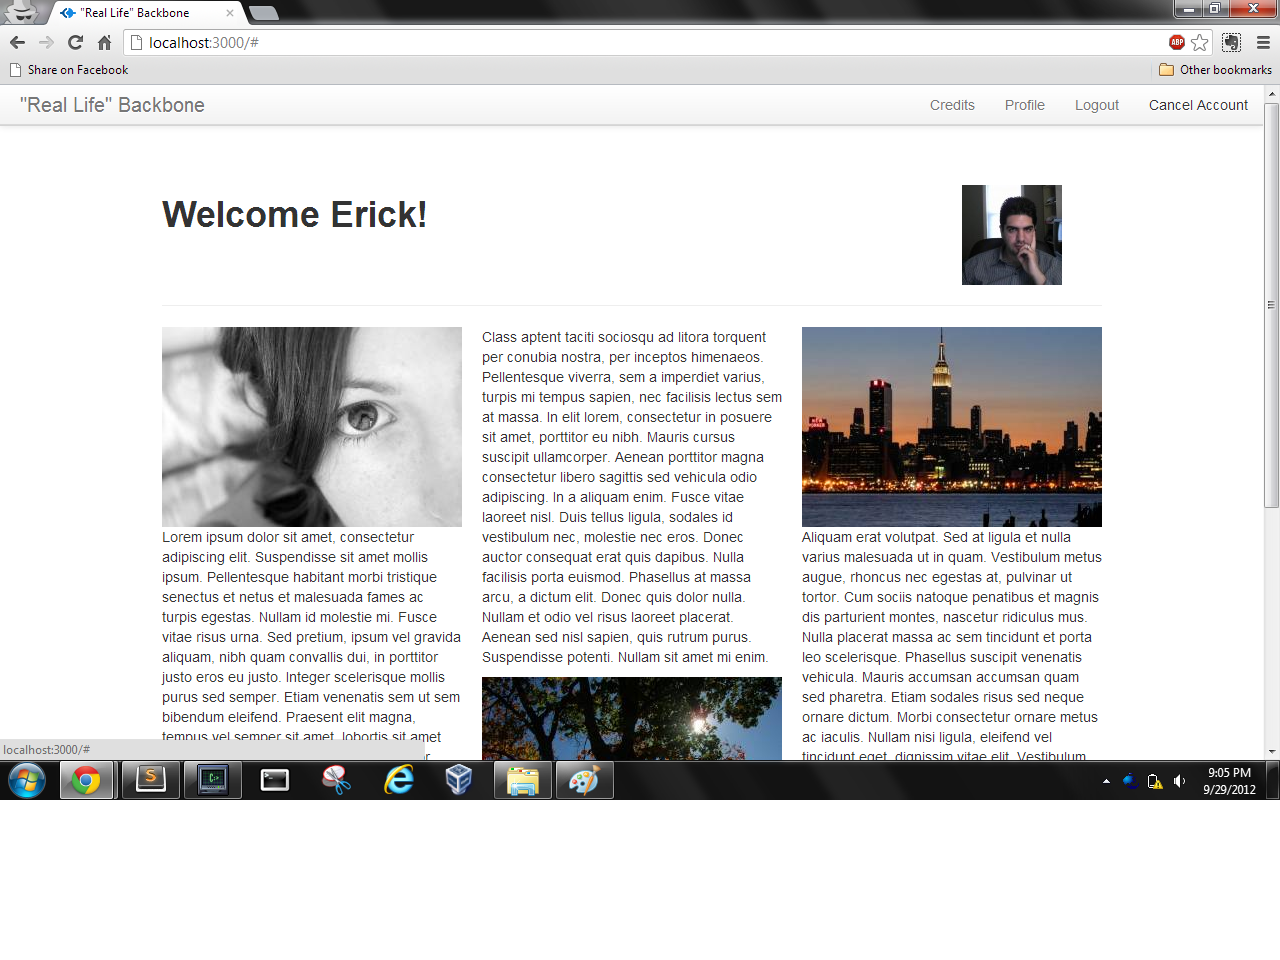 "Real Life" Backbone
localhost:3000/#
ABP
Share on Facebook
Other bookmarks
"Real Life" Backbone
Credits
Profile
Logout
Cancel Account
Welcome Erick!
Lorem ipsum dolor sit amet, consectetur
adipiscing elit. Suspendisse sit amet mollis
ipsum. Pellentesque habitant morbi tristique
senectus et netus et malesuada fames ac
turpis egestas. Nullam id molestie mi. Fusce
vitae risus urna. Sed pretium, ipsum vel gravida
aliquam, nibh quam convallis dui, in porttitor
justo eros eu justo. Integer scelerisque mollis
purus sed semper. Etiam venenatis sem ut sem
bibendum eleifend. Praesent elit magna,
tempus vel semper sit amet, lobortis sit amet
Class aptent taciti sociosqu ad litora torquent
per conubia nostra, per inceptos himenaeos.
Pellentesque viverra, sem a imperdiet varius,
turpis mi tempus sapien, nec facilisis lectus sem
at massa. In elit lorem, consectetur in posuere
sit amet, porttitor eu nibh. Mauris cursus
suscipit ullamcorper. Aenean porttitor magna
consectetur libero sagittis sed vehicula odio
adipiscing. In a aliquam enim. Fusce vitae
laoreet nisl. Duis tellus ligula, sodales id
vestibulum nec, molestie nec eros. Donec
auctor consequat erat quis dapibus. Nulla
facilisis porta euismod. Phasellus at massa
arcu, a dictum elit. Donec quis dolor nulla.
Nullam et odio vel risus laoreet placerat.
Aenean sed nisl sapien, quis rutrum purus.
Suspendisse potenti. Nullam sit amet mi enim.
NEW
YORKER
Aliquam erat volutpat. Sed at ligula et nulla
varius malesuada ut in quam. Vestibulum metus
augue, rhoncus nec egestas at, pulvinar ut
tortor. Cum sociis natoque penatibus et magnis
dis parturient montes, nascetur ridiculus mus.
Nulla placerat massa ac sem tincidunt et porta
leo scelerisque. Phasellus suscipit venenatis
vehicula. Mauris accumsan accumsan quam
sed pharetra. Etiam sodales risus sed neque
ornare dictum. Morbi consectetur ornare metus
ac iaculis. Nullam nisi ligula, eleifend vel
tincidunt eget, dignissim vitae elit. Vestibulum
localhost:3000/#
9:05 PM
9/29/2012